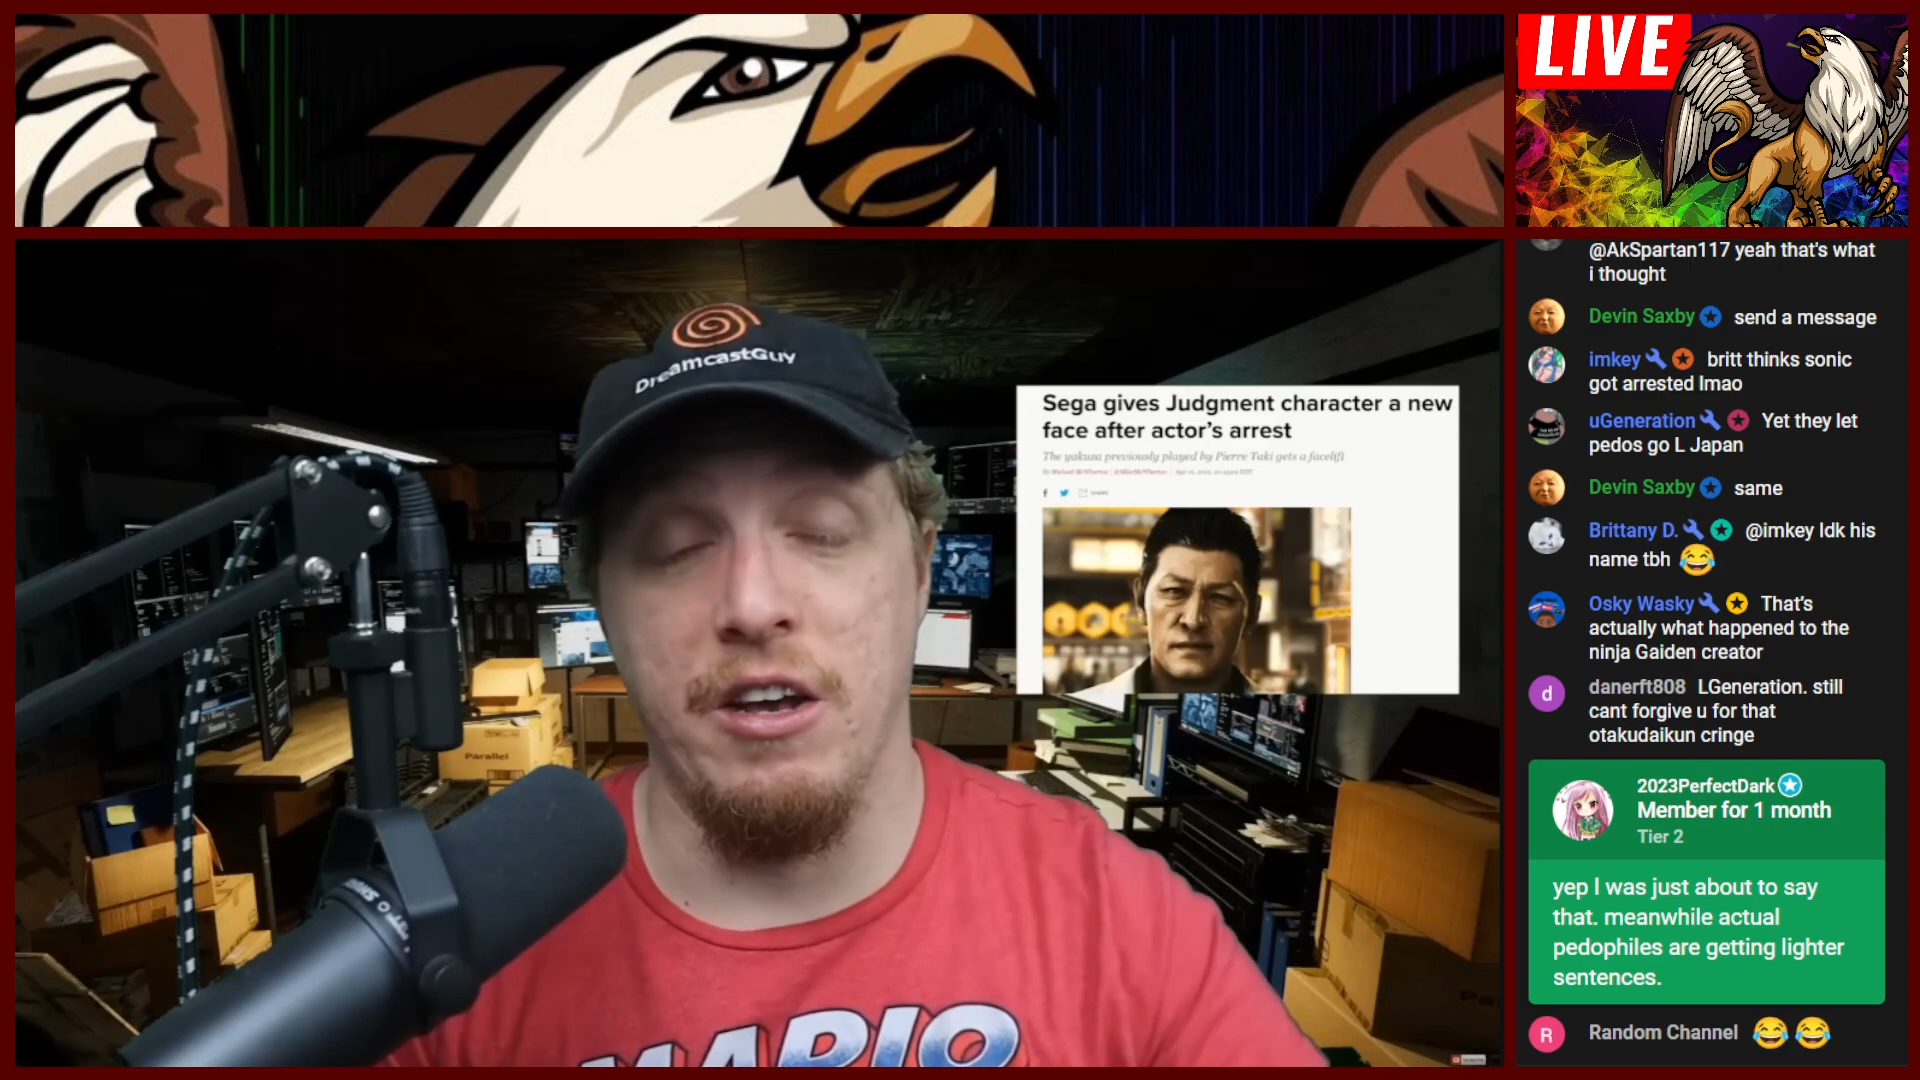 LIVE
DreamcastGuy
Sega gives Judgment character a new
face after actor's arrest
The yakuza previously played by Pierre Taki gets a facelift
SHARE
Parallel
MARIO
@AkSpartan117 yeah that's what
i thought
Devin Saxby send a message
imkey britt thinks sonic
got arrested lmao
uGeneration Yet they let
pedos go L Japan
Devin Saxby same
Brittany D. @imkey Idk his
name tbh 😂
Osky Wasky That's
actually what happened to the
ninja Gaiden creator
d
danerft808 LGeneration. still
cant forgive u for that
otakudaikun cringe
2023PerfectDark
Member for 1 month
Tier 2
yep I was just about to say
that. meanwhile actual
pedophiles are getting lighter
sentences.
R
Random Channel 😂😂